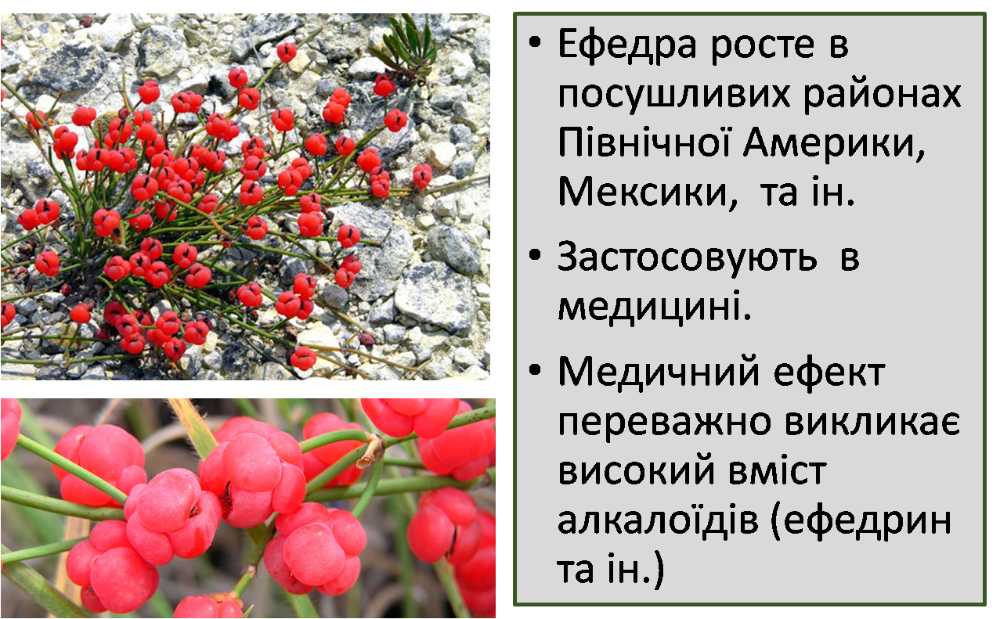 • Ефедра росте в
посушливих районах
Північної Америки,
Мексики,  та ін.
• Застосовують  в
медицині.
• Медичний ефект
переважно викликає
високий вміст
алкалоїдів (ефедрин
та ін.)